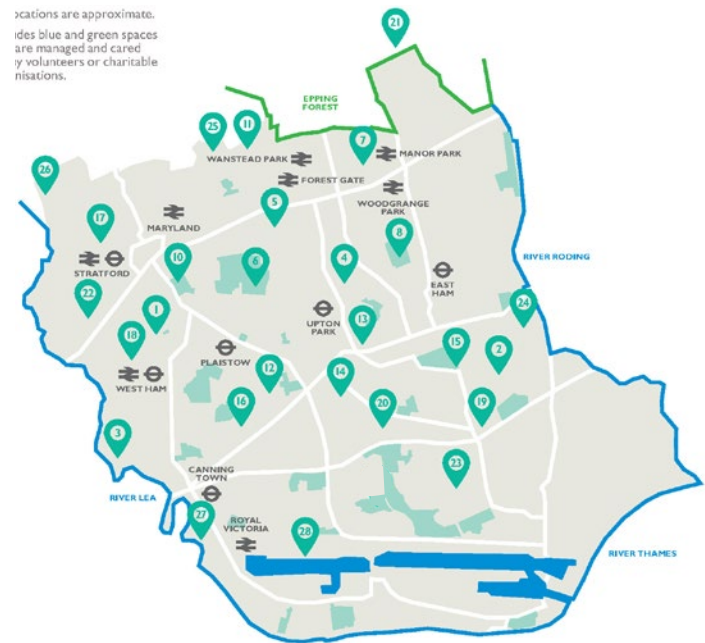 ocations are approximate.
udes blue and green spaces
are managed and cared
y volunteers or charitable
nisations.
21
EPPING
FOREST
25
11
7
WANSTEAD PARK
MANOR PARK
26
FOREST GATE
WOODGRANGE
PARK
5
17
MARYLAND
8
10
6
4
STRATFORD
RIVER RODING
EAST
HAM
22
1
24
UPTON
PARK
13
18
PLAISTOW
15
2
WEST HAM
12
14
16
20
19
3
23
CANNING
TOWN
RIVER LEA
27
ROYAL
VICTORIA
28
RIVER THAMES